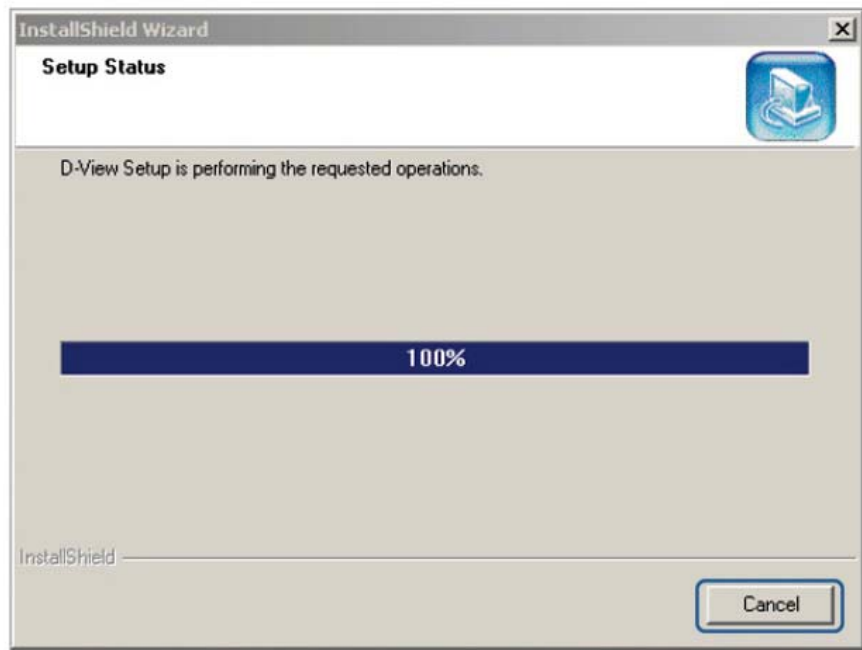 InstallShield Wizard
Setup Status
D-View Setup is performing the requested operations.
100%
InstallShield
Cancel